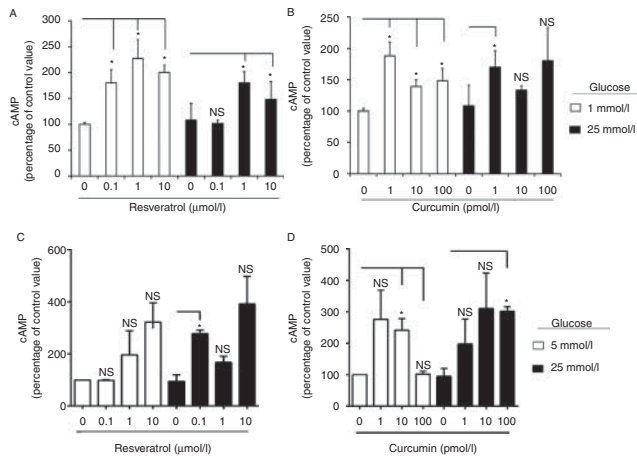 A
cAMP
(percentage of control value)
300
250
200
150
100
50
0
*
*
*
NS
*
*
0 0.1 1 10 0 0.1 1 10
Resveratrol (μmol/l)
B
cAMP
(percentage of control value)
250
200
150
100
50
0
*
*
*
*
NS
NS
0 1 10 100 0 1 10 100
Curcumin (pmol/l)
Glucose
1 mmol/l
25 mmol/l
C
cAMP
(percentage of control value)
600
400
200
0
NS
NS
NS
*
NS
NS
0 0.1 1 10 0 0.1 1 10
Resveratrol (μmol/l)
D
cAMP
(percentage of control value)
500
400
300
200
100
0
NS
*
NS
NS
NS
*
0 1 10 100 0 1 10 100
Curcumin (pmol/l)
Glucose
5 mmol/l
25 mmol/l